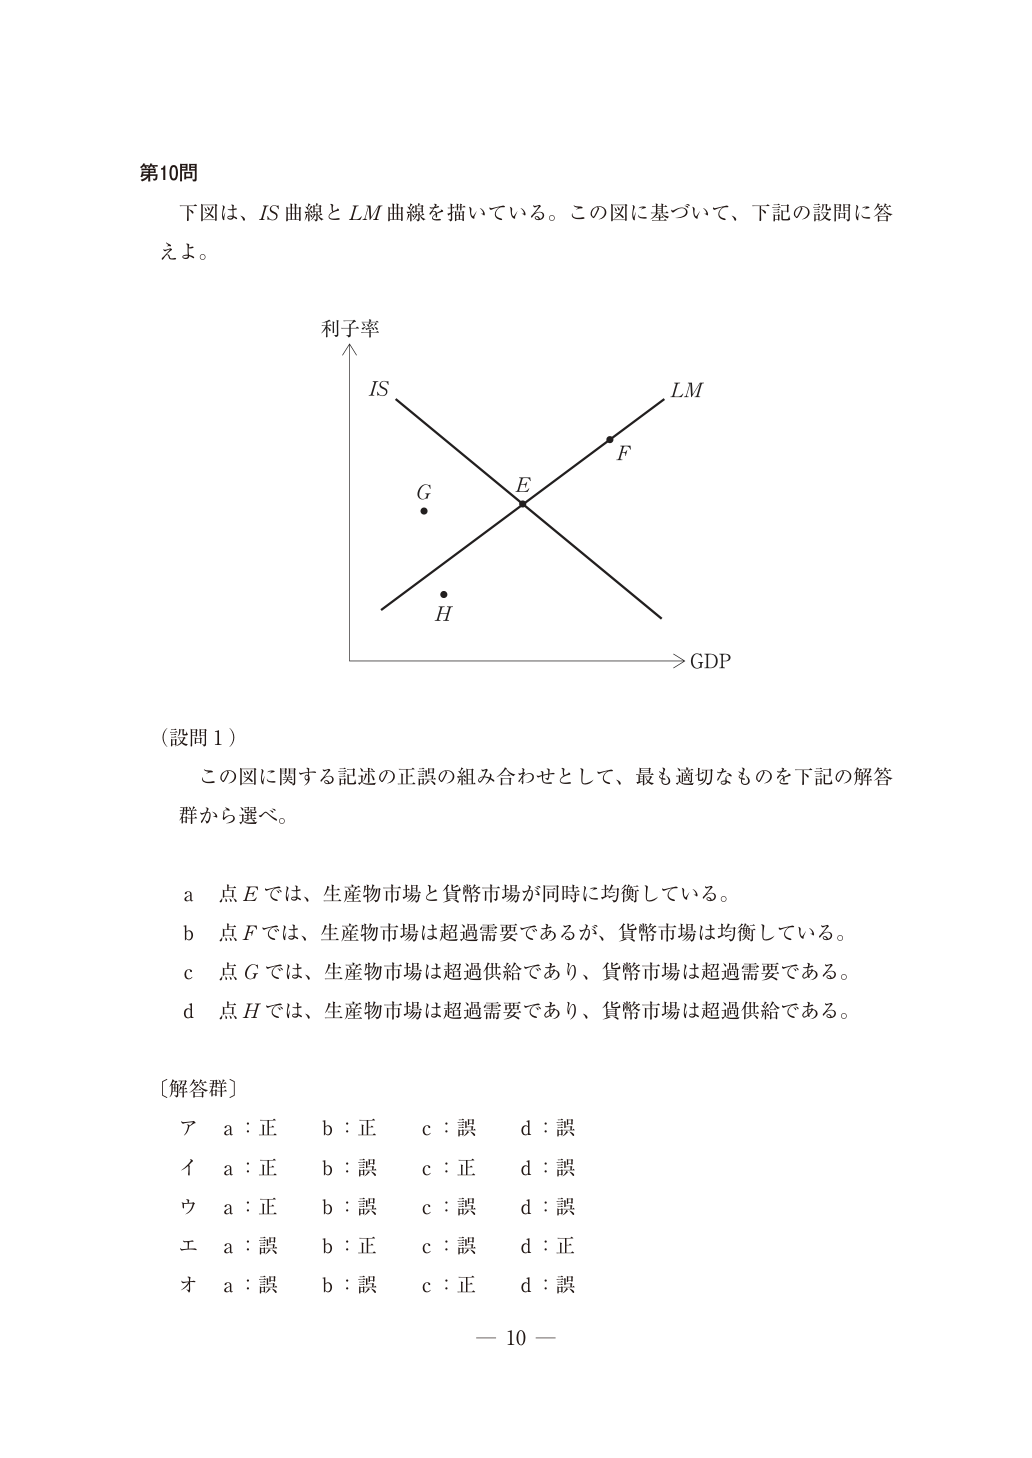 第10問
下図は、IS 曲線と LM 曲線を描いている。この図に基づいて、下記の設問に答
えよ。
利子率
IS
LM
F
E
G
H
GDP
（設問１）
この図に関する記述の正誤の組み合わせとして、最も適切なものを下記の解答
群から選べ。
a 点 E では、生産物市場と貨幣市場が同時に均衡している。
b 点 F では、生産物市場は超過需要であるが、貨幣市場は均衡している。
c 点 G では、生産物市場は超過供給であり、貨幣市場は超過需要である。
d 点 H では、生産物市場は超過需要であり、貨幣市場は超過供給である。
〔解答群〕
ア a：正 b：正 c：誤 d：誤
イ a：正 b：誤 c：正 d：誤
ウ a：正 b：誤 c：誤 d：誤
エ a：誤 b：正 c：誤 d：正
オ a：誤 b：誤 c：正 d：誤
― 10 ―